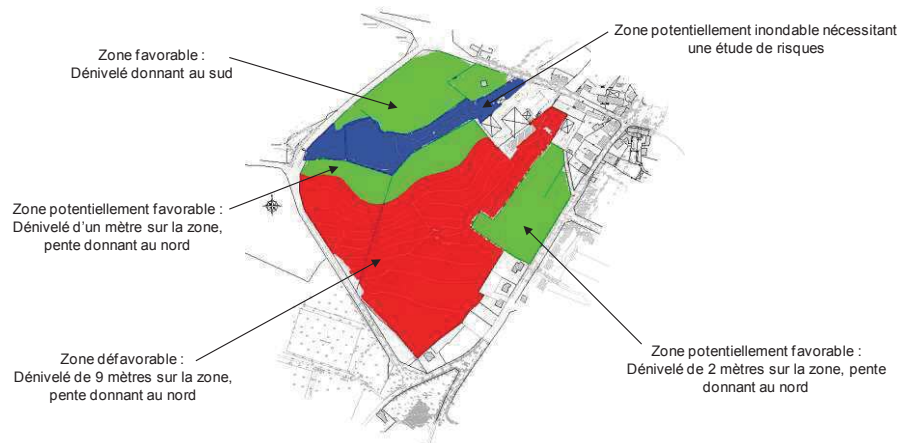 Zone favorable :
Dénivelé donnant au sud
Zone potentiellement inondable nécessitant
une étude de risques
Zone potentiellement favorable :
Dénivelé d'un mètre sur la zone,
pente donnant au nord
Zone défavorable :
Dénivelé de 9 mètres sur la zone,
pente donnant au nord
Zone potentiellement favorable :
Dénivelé de 2 mètres sur la zone, pente
donnant au nord